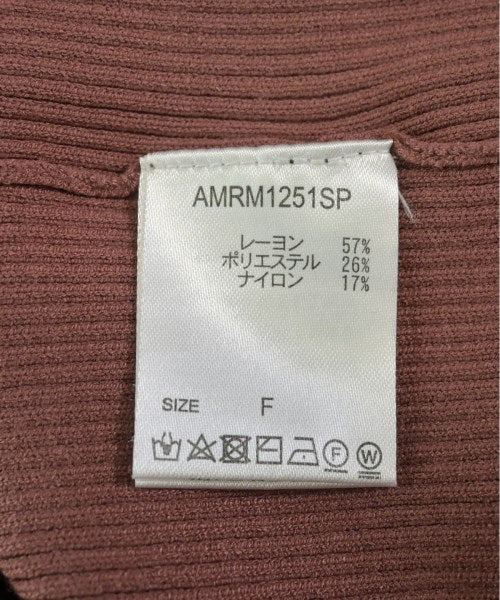 AMRM1251SP
レーヨン 57%
ポリエステル 26%
ナイロン 17%
SIZE F
F W